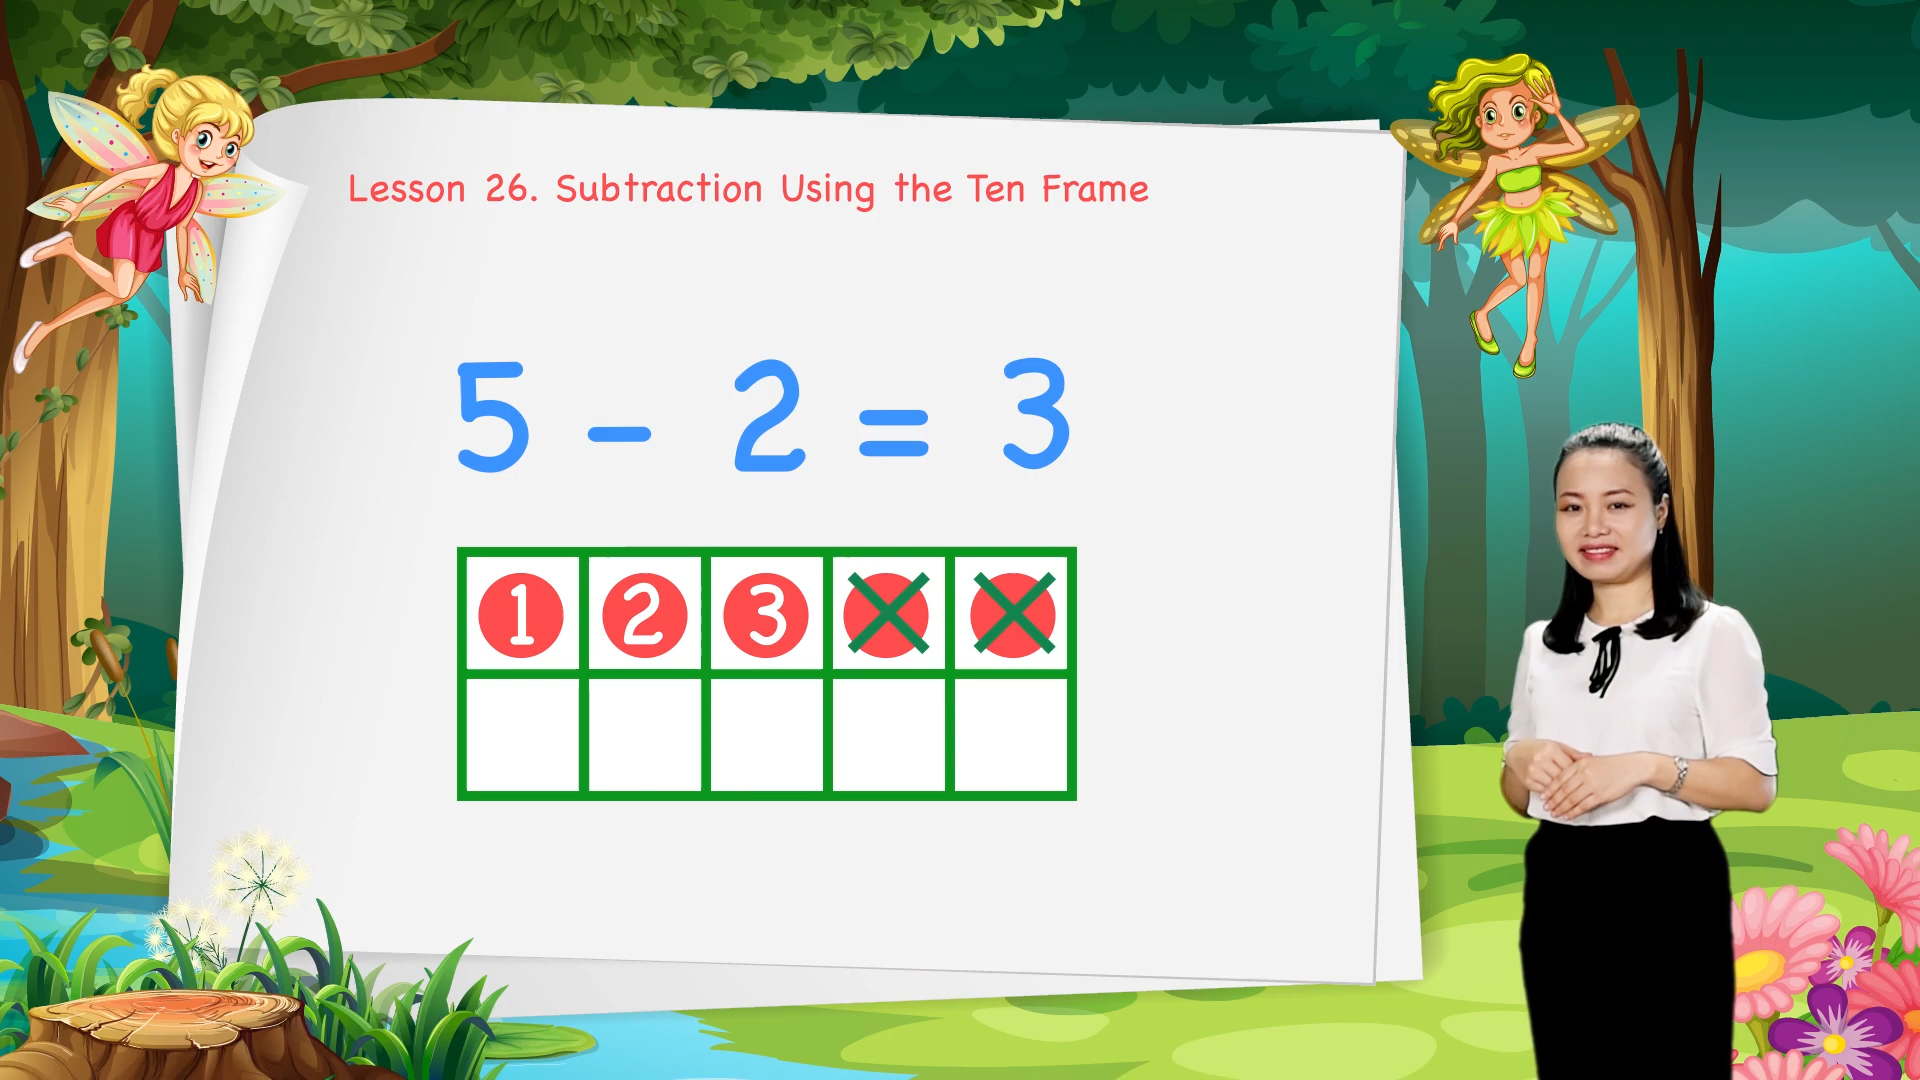 Lesson 26. Subtraction Using the Ten Frame
5 - 2 = 3
1 2 3